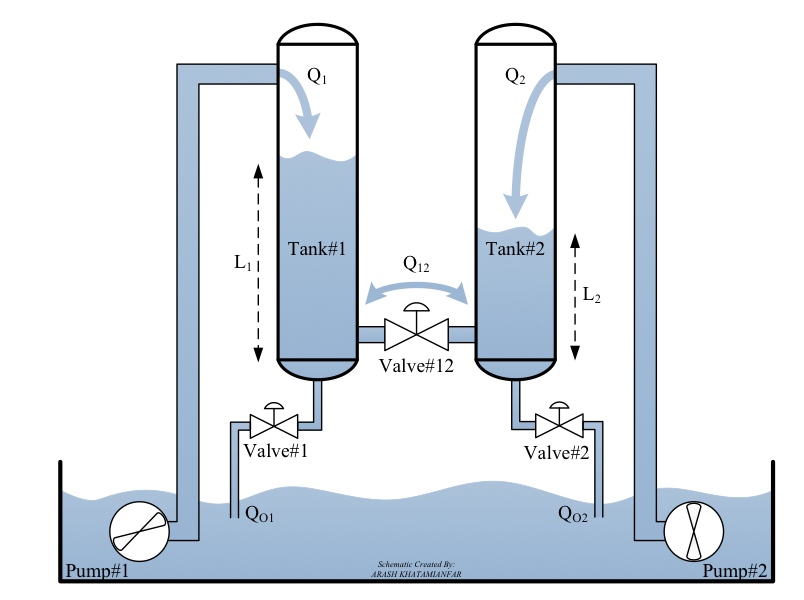 Q1
Q2
Tank#1
Tank#2
L1
Q12
L2
Valve#12
Valve#1
Valve#2
QO1
QO2
Pump#1
Schematic Created By:
ARASH KHATAMIANFAR
Pump#2